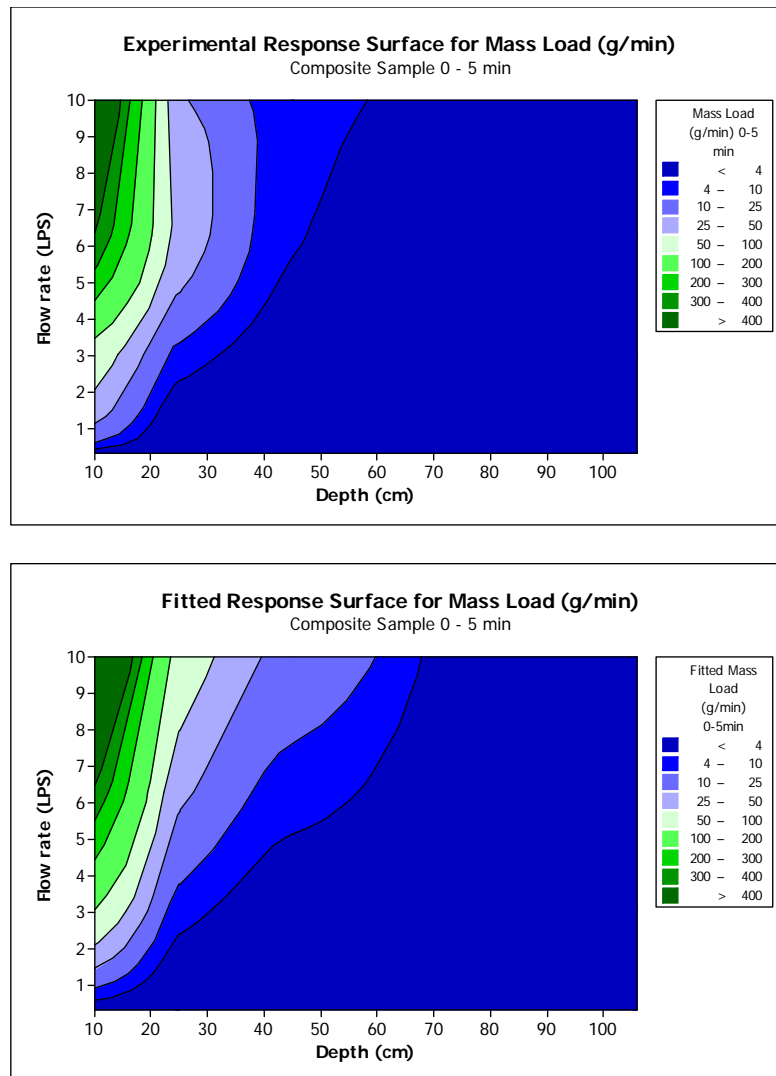 Experimental Response Surface for Mass Load (g/min)
Composite Sample 0 - 5 min
Flow rate (LPS)
10
9
8
7
6
5
4
3
2
1
10 20 30 40 50 60 70 80 90 100
Depth (cm)
Mass Load
(g/min) 0-5
min
< 4
4 – 10
10 – 25
25 – 50
50 – 100
100 – 200
200 – 300
300 – 400
> 400
Fitted Response Surface for Mass Load (g/min)
Composite Sample 0 - 5 min
Flow rate (LPS)
10
9
8
7
6
5
4
3
2
1
10 20 30 40 50 60 70 80 90 100
Depth (cm)
Fitted Mass
Load
(g/min)
0-5min
< 4
4 – 10
10 – 25
25 – 50
50 – 100
100 – 200
200 – 300
300 – 400
> 400